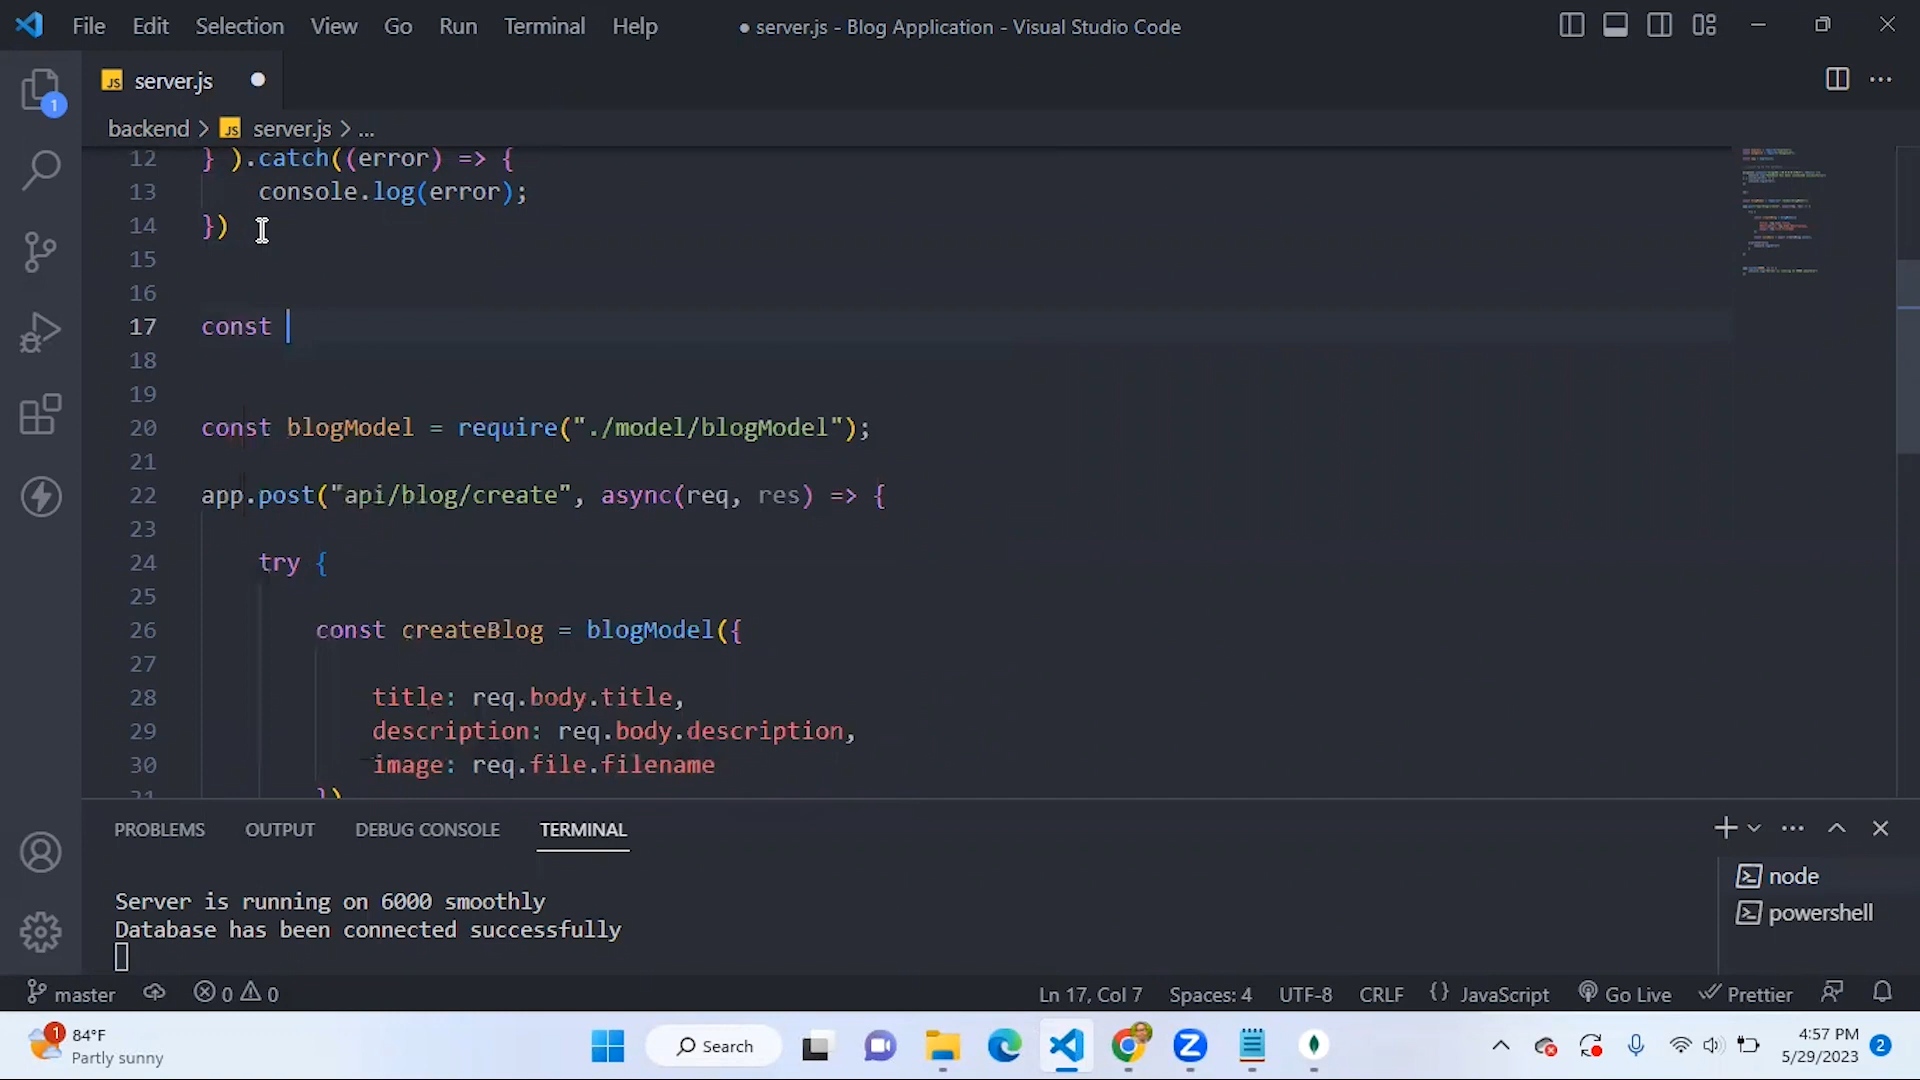 File Edit Selection View Go Run Terminal Help
● server.js - Blog Application - Visual Studio Code
JS server.js
1
backend > JS server.js > ...
12 } ).catch((error) => {
13 console.log(error);
14 })
15
16
17 const
18
19
20 const blogModel = require("./model/blogModel");
21
22 app.post("api/blog/create", async(req, res) => {
23
24 try {
25
26 const createBlog = blogModel({
27
28 title: req.body.title,
29 description: req.body.description,
30 image: req.file.filename
31 })
PROBLEMS OUTPUT DEBUG CONSOLE TERMINAL
Server is running on 6000 smoothly
Database has been connected successfully
node
powershell
master 0 0 Ln 17, Col 7 Spaces: 4 UTF-8 CRLF {} JavaScript Go Live Prettier
1 84°F
Partly sunny
Search
4:57 PM
5/29/2023
2